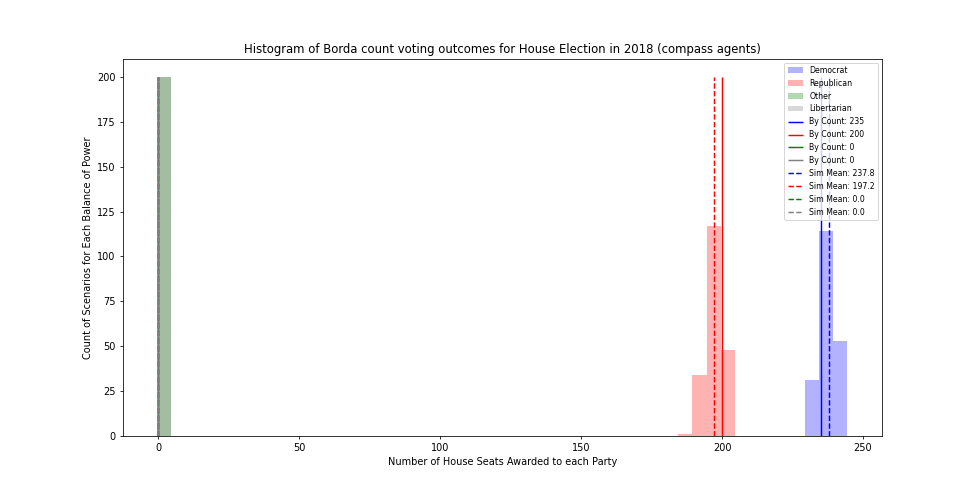 Histogram of Borda count voting outcomes for House Election in 2018 (compass agents)
Count of Scenarios for Each Balance of Power
200
175
150
125
100
75
50
25
0
Democrat
Republican
Other
Libertarian
By Count: 235
By Count: 200
By Count: 0
By Count: 0
Sim Mean: 237.8
Sim Mean: 197.2
Sim Mean: 0.0
Sim Mean: 0.0
0 50 100 150 200 250
Number of House Seats Awarded to each Party